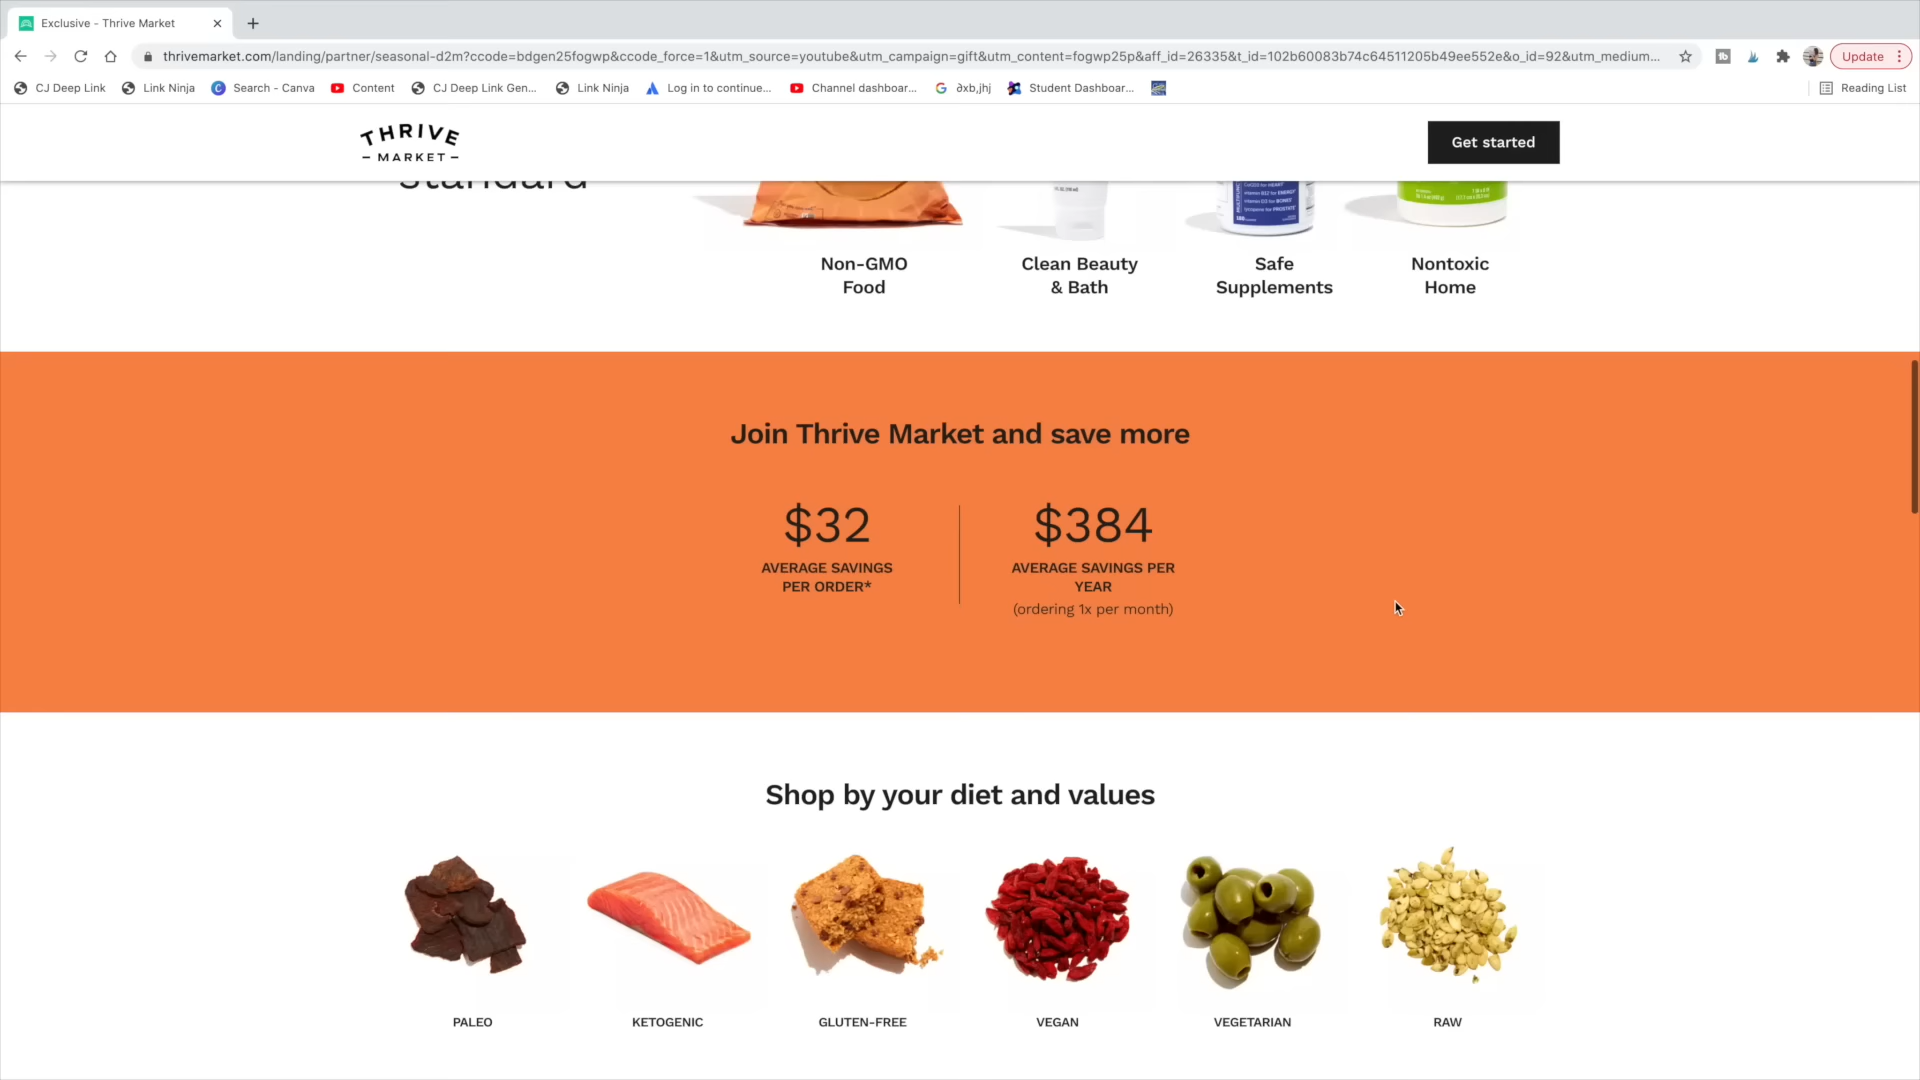 Exclusive - Thrive Market
thrivemarket.com/landing/partner/seasonal-d2m?ccode=bdgen25fogwp&ccode_force=1&utm_source=youtube&utm_campaign=gift&utm_content=fogwp25p&aff_id=26335&t_id=102b60083b74c64511205b49ee552e&o_id=92&utm_medium...
Update
CJ Deep Link
Link Ninja
Search - Canva
Content
CJ Deep Link Gen...
Link Ninja
Log in to continue...
Channel dashboar...
∂xb,jhj
Student Dashboar...
Reading List
THRIVE
- MARKET -
Get started
standard
Non-GMO
Food
Clean Beauty
& Bath
Safe
Supplements
Nontoxic
Home
Join Thrive Market and save more
$32
AVERAGE SAVINGS
PER ORDER*
$384
AVERAGE SAVINGS PER
YEAR
(ordering 1x per month)
Shop by your diet and values
PALEO
KETOGENIC
GLUTEN-FREE
VEGAN
VEGETARIAN
RAW